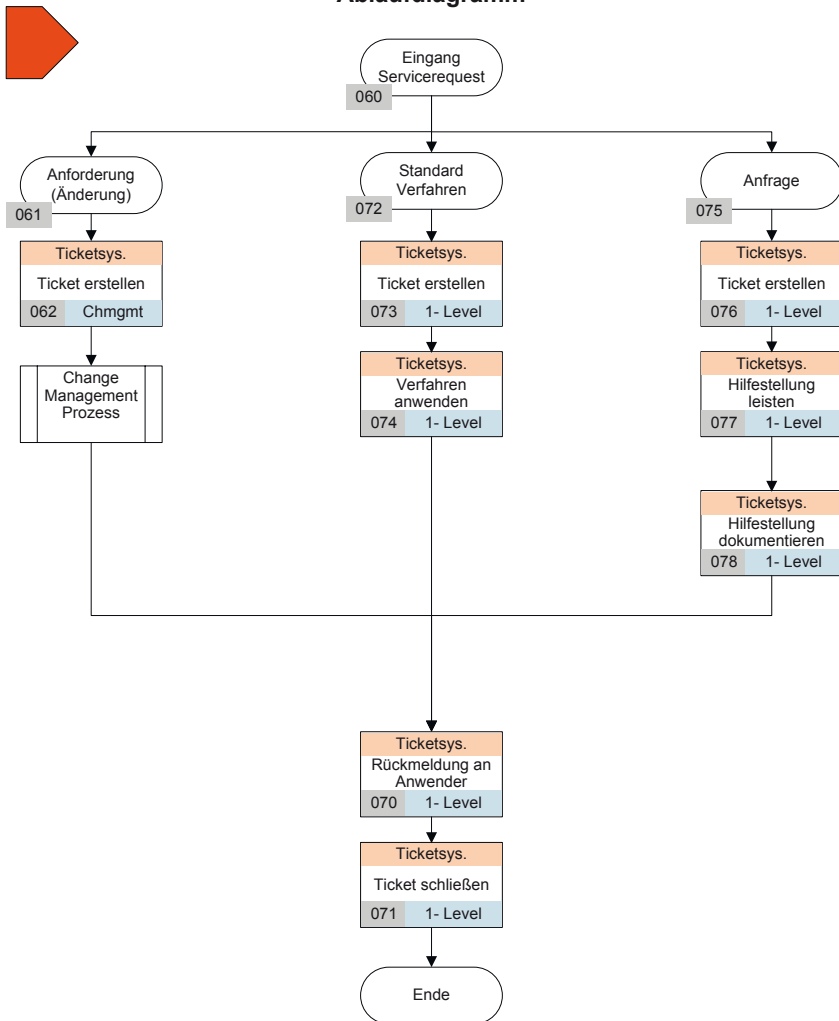 Ablaufdiagramm
Eingang
Servicerequest
060
Anforderung
(Änderung)
061
Standard
Verfahren
072
Anfrage
075
Ticketsys.
Ticket erstellen
062 Chmgmt
Ticketsys.
Ticket erstellen
073 1- Level
Ticketsys.
Ticket erstellen
076 1- Level
Change
Management
Prozess
Ticketsys.
Verfahren
anwenden
074 1- Level
Ticketsys.
Hilfestellung
leisten
077 1- Level
Ticketsys.
Hilfestellung
dokumentieren
078 1- Level
Ticketsys.
Rückmeldung an
Anwender
070 1- Level
Ticketsys.
Ticket schließen
071 1- Level
Ende